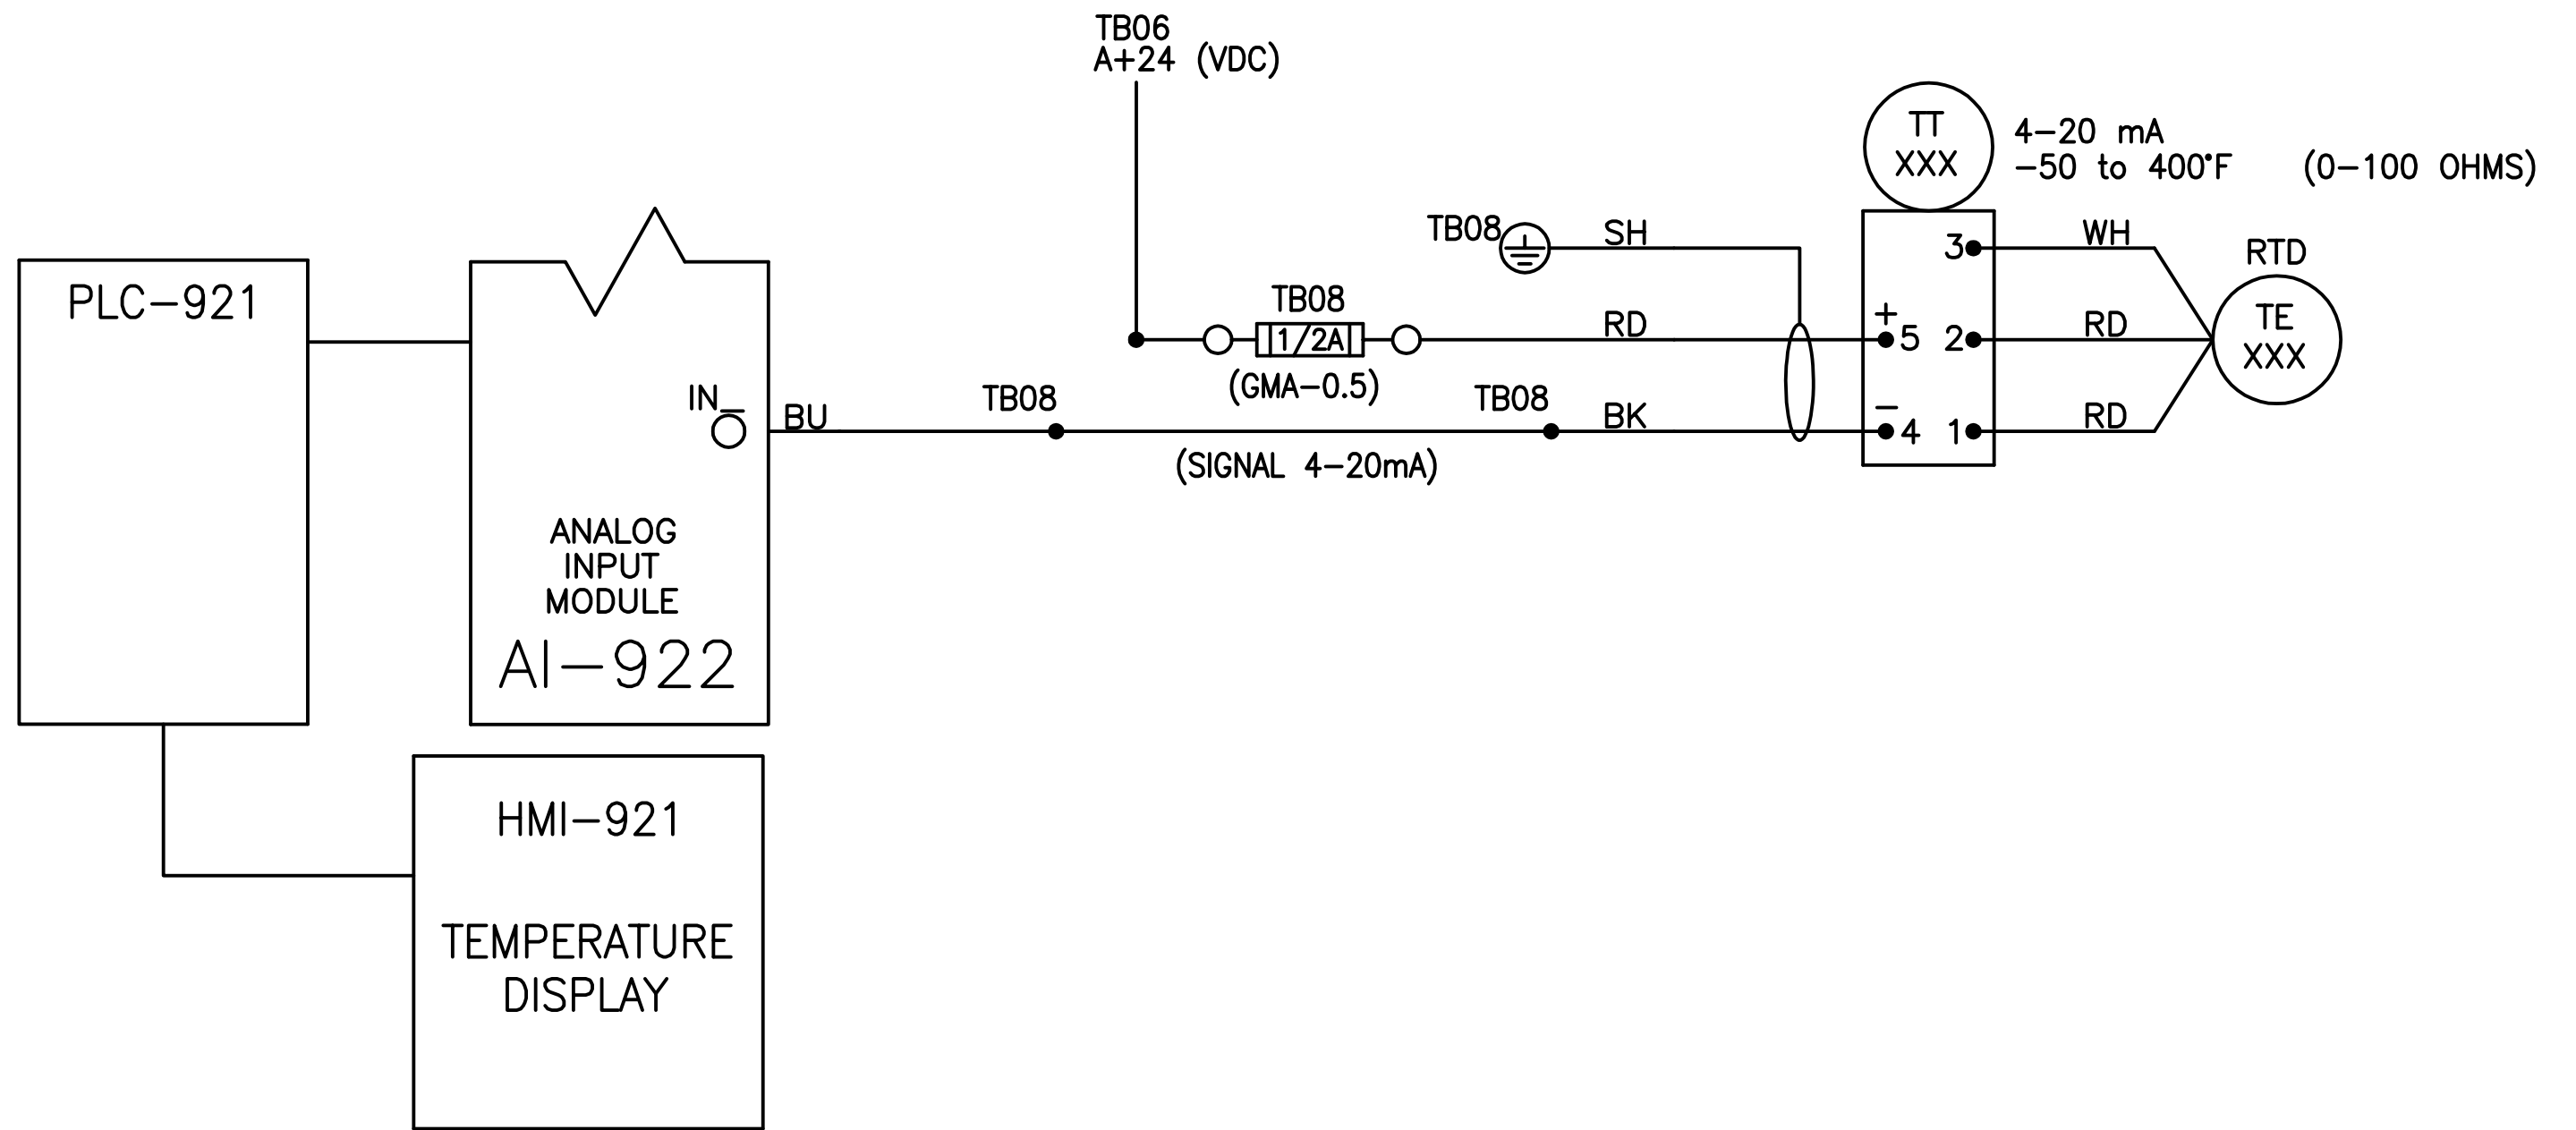 TB06
A+24 (VDC)
TT
XXX
4-20 mA
-50 to 400°F (0-100 OHMS)
TB08
SH
3
WH
RTD
PLC-921
TB08
1/2A
RD
+
5
2
RD
TE
XXX
(GMA-0.5)
IN_
BU
TB08
TB08
BK
-
4
1
RD
(SIGNAL 4-20mA)
ANALOG
INPUT
MODULE
AI-922
HMI-921
TEMPERATURE
DISPLAY